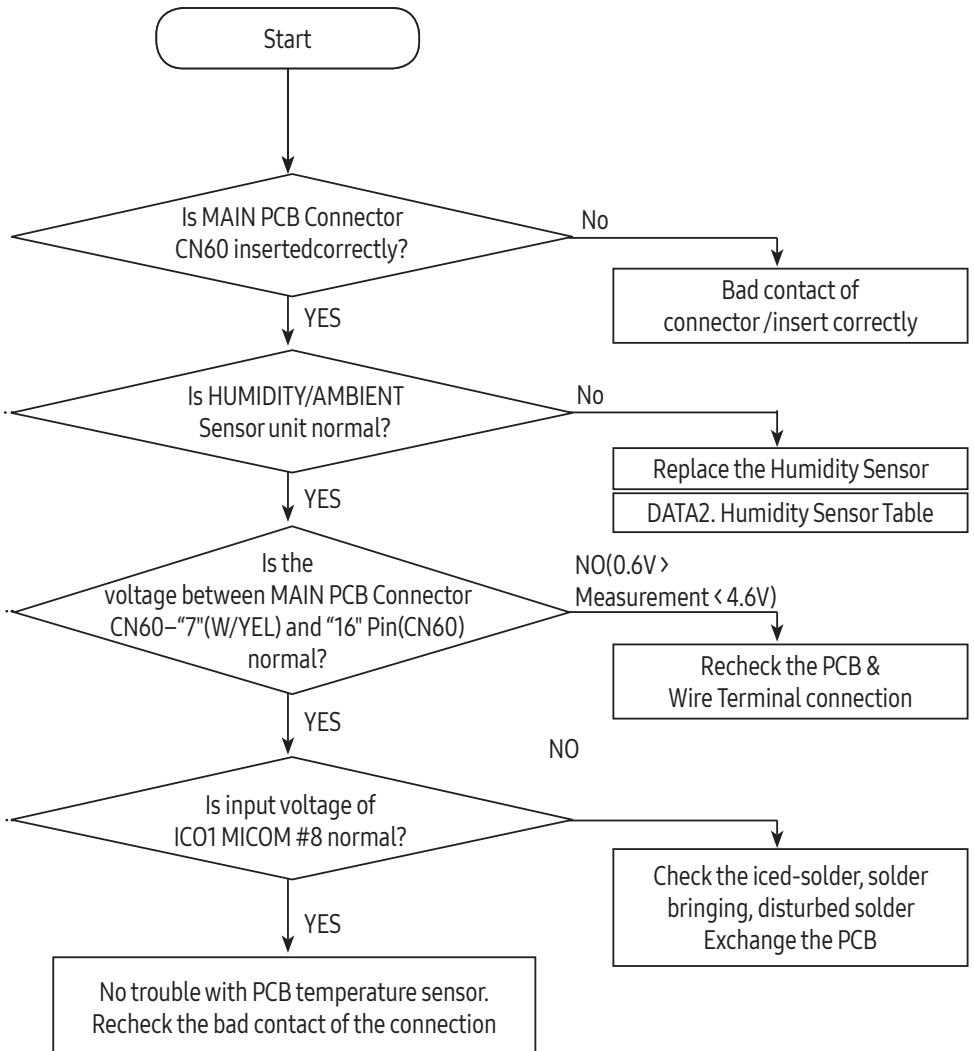 Start
Is MAIN PCB Connector
CN60 insertedcorrectly?
No
Bad contact of
connector /insert correctly
YES
Is HUMIDITY/AMBIENT
Sensor unit normal?
No
Replace the Humidity Sensor
DATA2. Humidity Sensor Table
YES
Is the
voltage between MAIN PCB Connector
CN60–“7"(W/YEL) and “16" Pin(CN60)
normal?
NO(0.6V >
Measurement < 4.6V)
Recheck the PCB &
Wire Terminal connection
YES
NO
Is input voltage of
ICO1 MICOM #8 normal?
Check the iced-solder, solder
bringing, disturbed solder
Exchange the PCB
YES
No trouble with PCB temperature sensor.
Recheck the bad contact of the connection